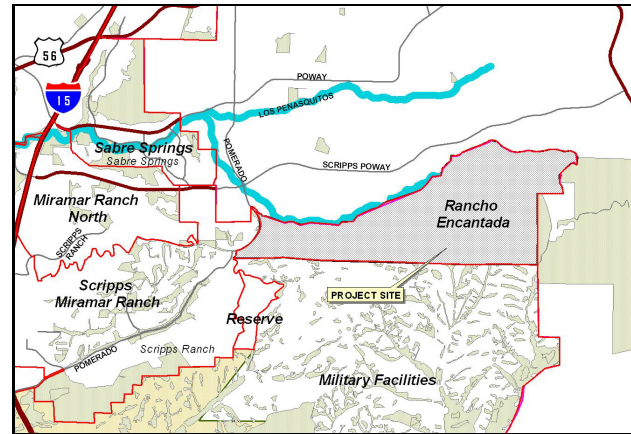 56
15
POWAY
LOS PENASQUITOS
Sabre Springs
Sabre Springs
POMERADO
SCRIPPS POWAY
Miramar Ranch
North
Rancho
Encantada
SCRIPPS
RANCH
Scripps
Miramar Ranch
PROJECT SITE
Reserve
Scripps Ranch
POMERADO
Military Facilities